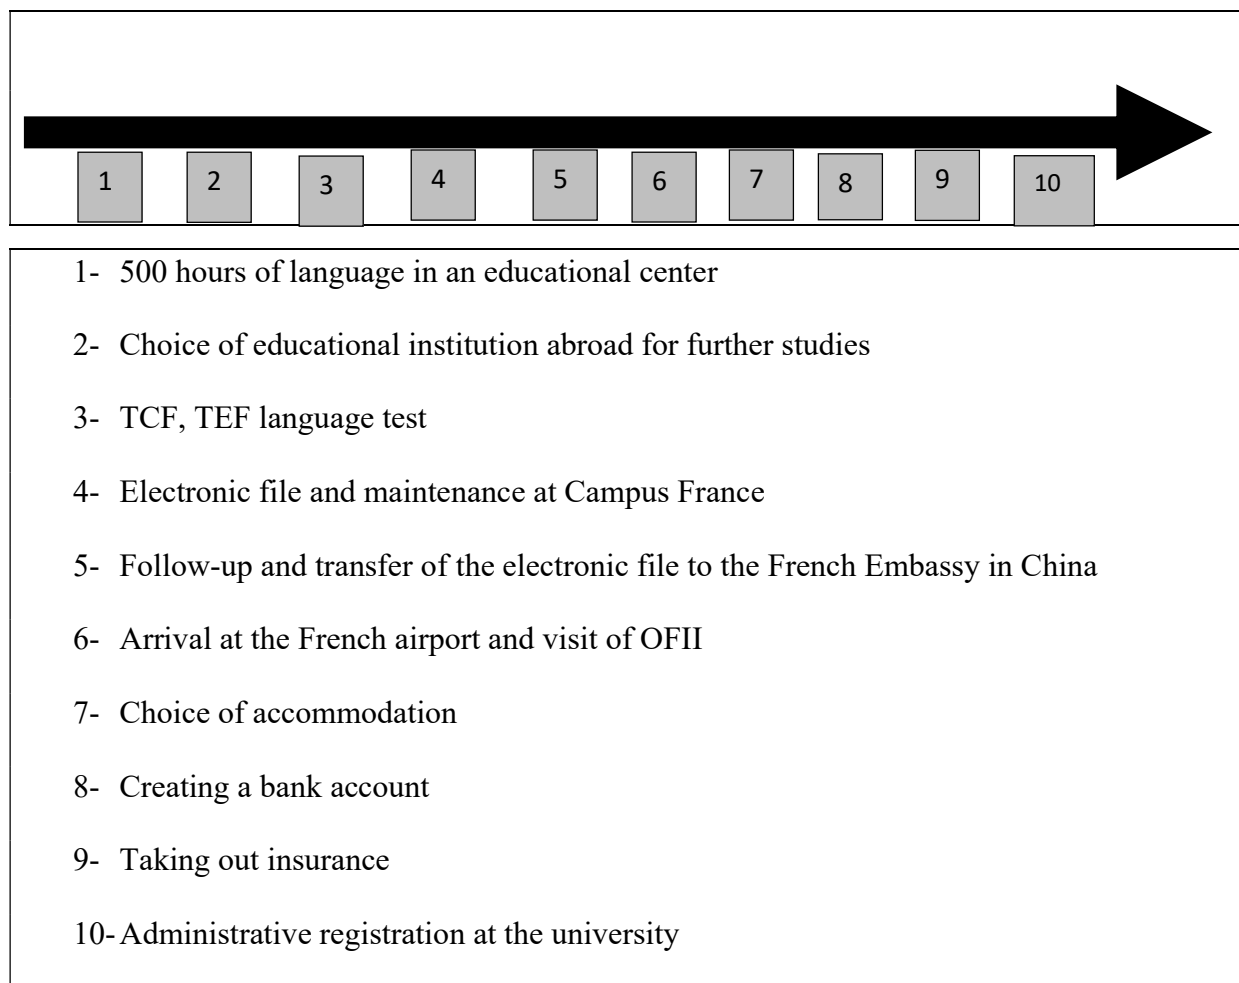 1 2 3 4 5 6 7 8 9 10
1- 500 hours of language in an educational center
2- Choice of educational institution abroad for further studies
3- TCF, TEF language test
4- Electronic file and maintenance at Campus France
5- Follow-up and transfer of the electronic file to the French Embassy in China
6- Arrival at the French airport and visit of OFII
7- Choice of accommodation
8- Creating a bank account
9- Taking out insurance
10- Administrative registration at the university